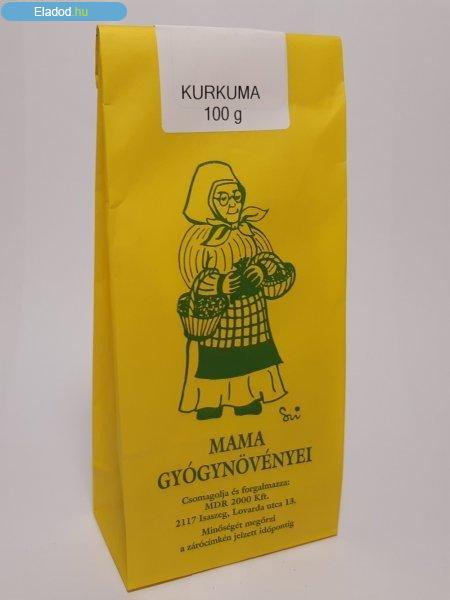 Eladod.hu
KURKUMA
100 g
MAMA
GYÓGYNÖVÉNYEI
Csomagolja és forgalmazza:
MDR 2000 Kft.
2117 Isaszeg, Lovarda utca 13.
Minőségét megőrzi
a zárócímkén jelzett időpontig